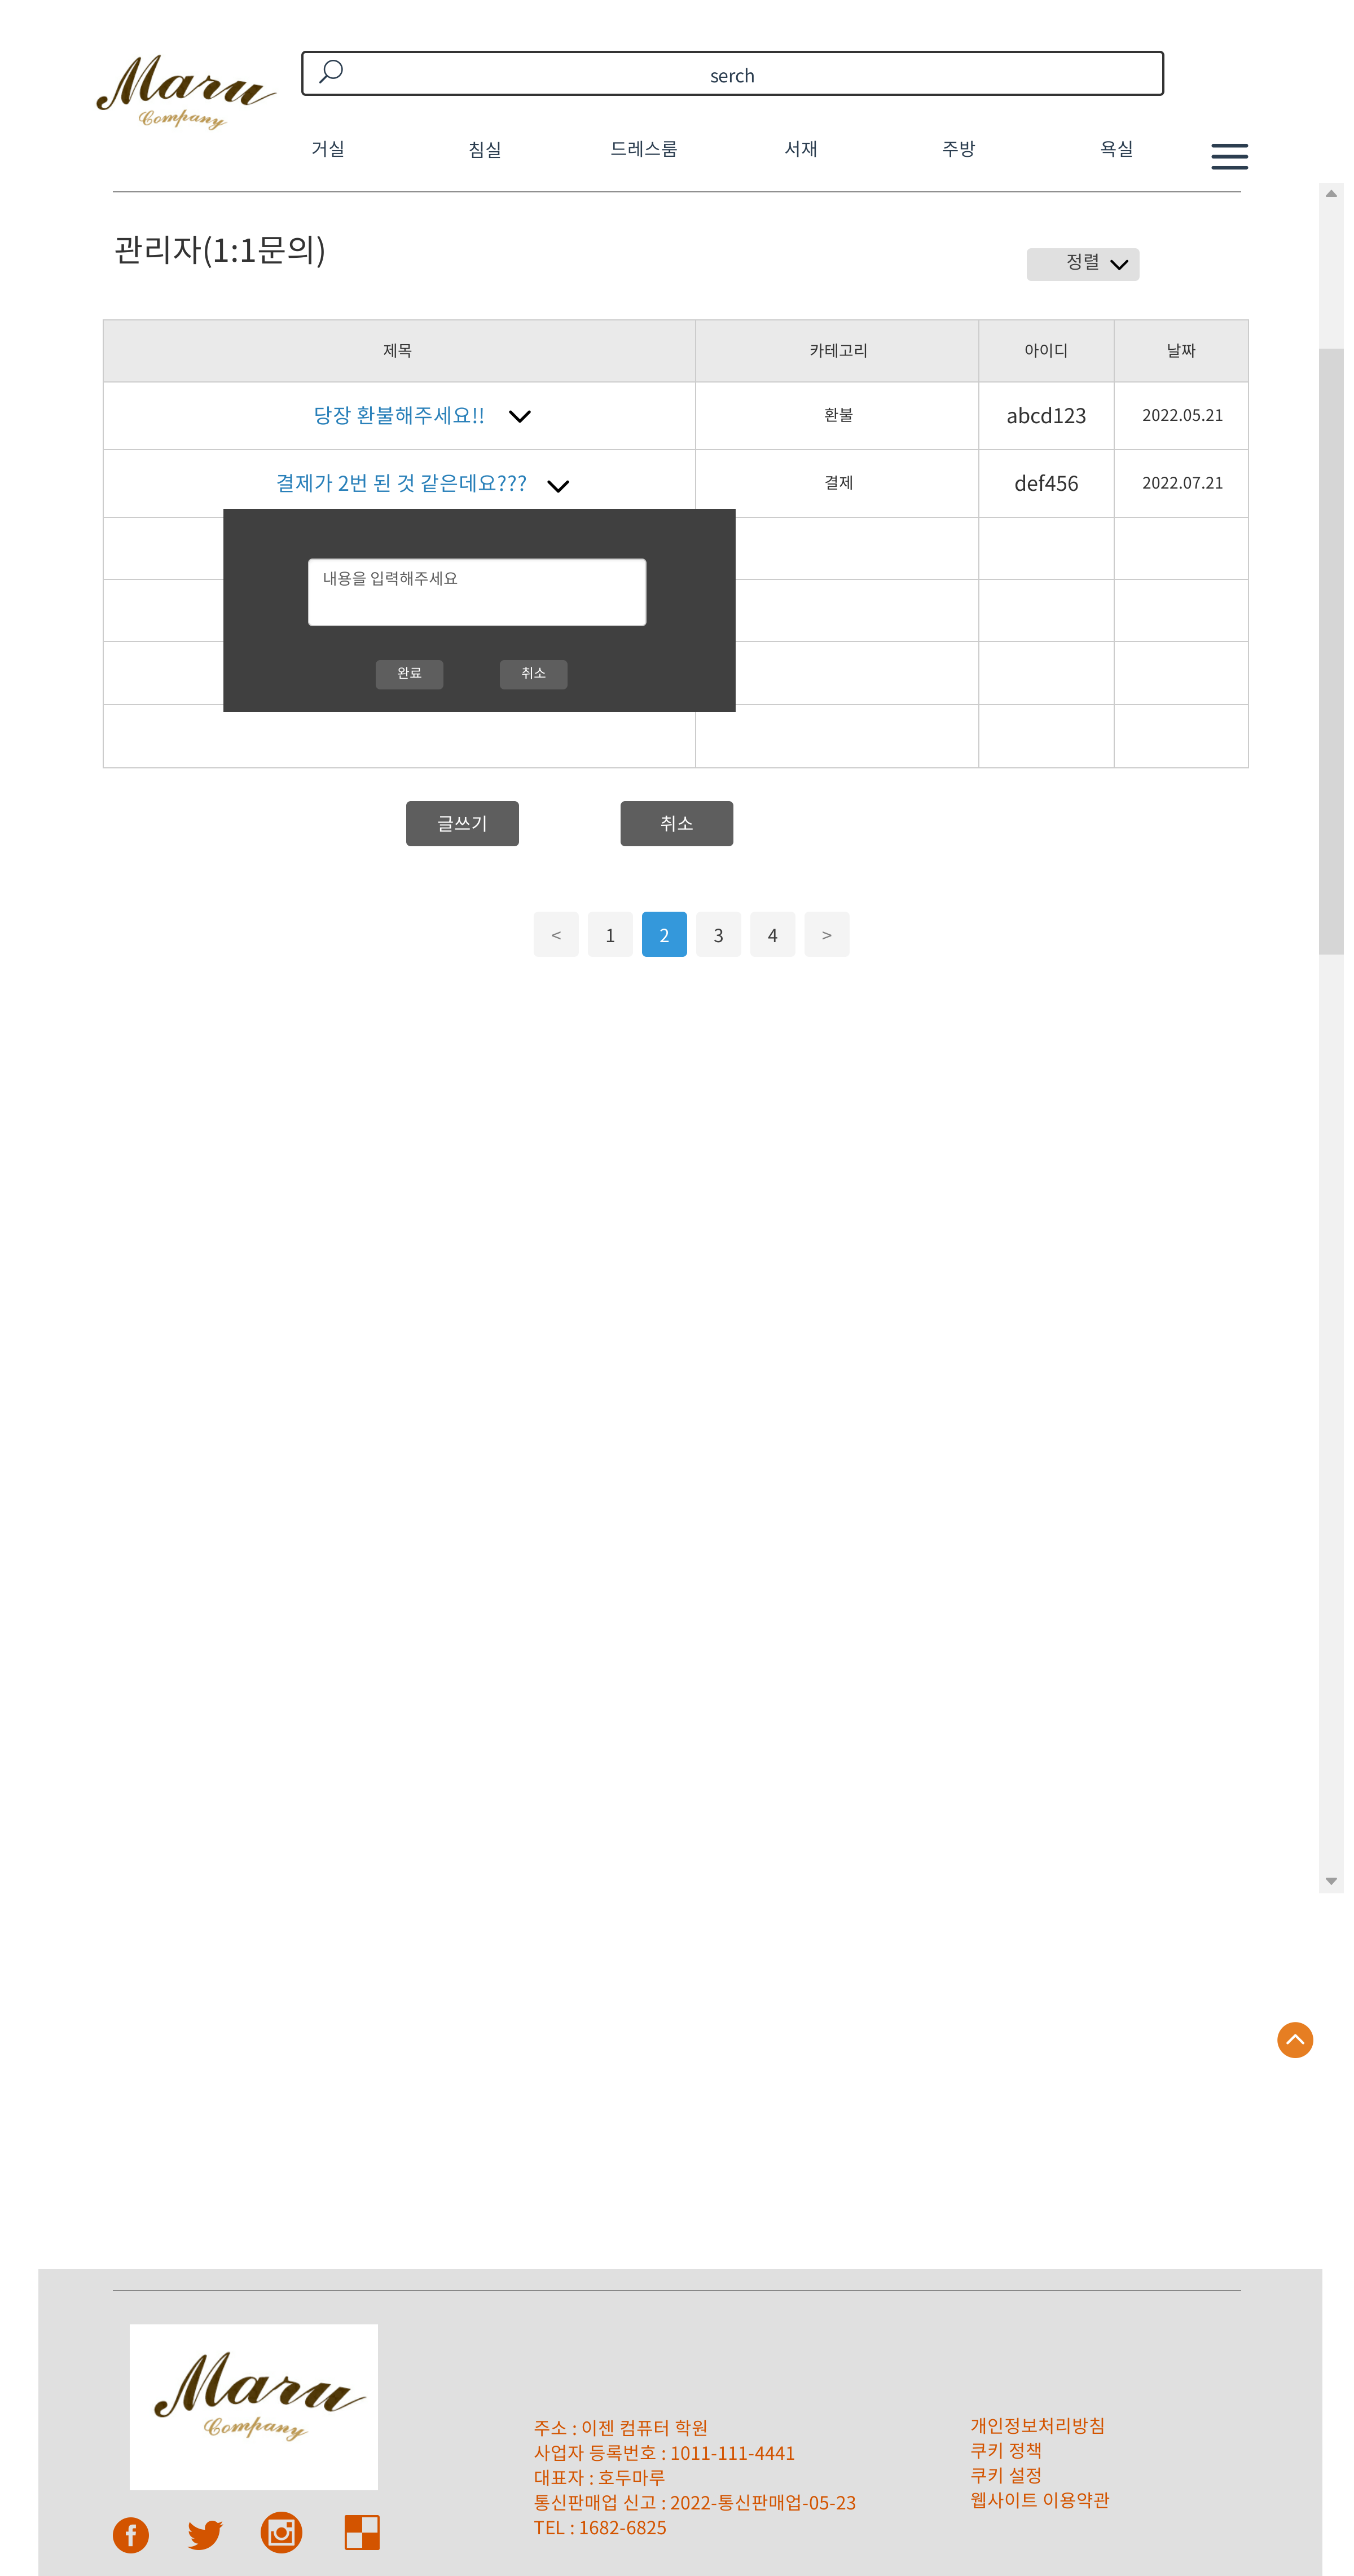 Maru
Company
serch
거실 침실 드레스룸 서재 주방 욕실
관리자(1:1문의)
정렬
제목 카테고리 아이디 날짜
당장 환불해주세요!! 환불 abcd123 2022.05.21
결제가 2번 된 것 같은데요??? 결제 def456 2022.07.21
내용을 입력해주세요
완료 취소
글쓰기 취소
< 1 2 3 4 >
Maru
Company
주소 : 이젠 컴퓨터 학원
사업자 등록번호 : 1011-111-4441
대표자 : 호두마루
통신판매업 신고 : 2022-통신판매업-05-23
TEL : 1682-6825
개인정보처리방침
쿠키 정책
쿠키 설정
웹사이트 이용약관